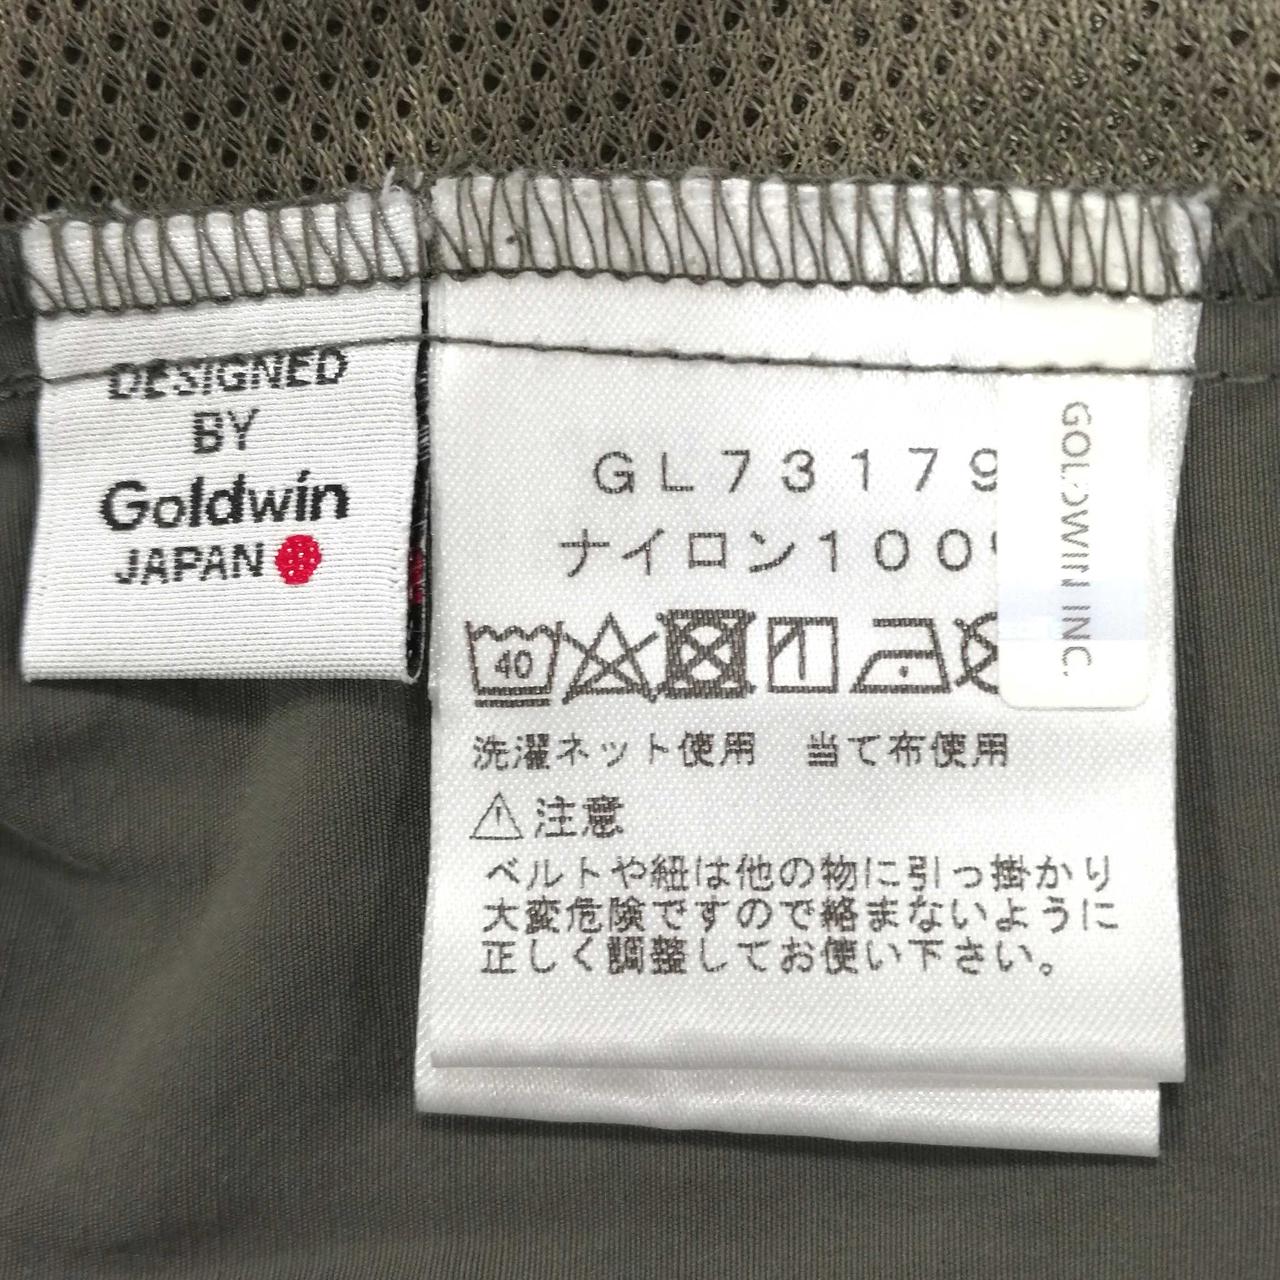 DESIGNED
BY
Goldwin
JAPAN
GL73179
ナイロン100%
40
洗濯ネット使用　当て布使用
注意
ベルトや紐は他の物に引っ掛かり
大変危険ですので絡まないように
正しく調整してお使い下さい。
GOLDWIN INC.